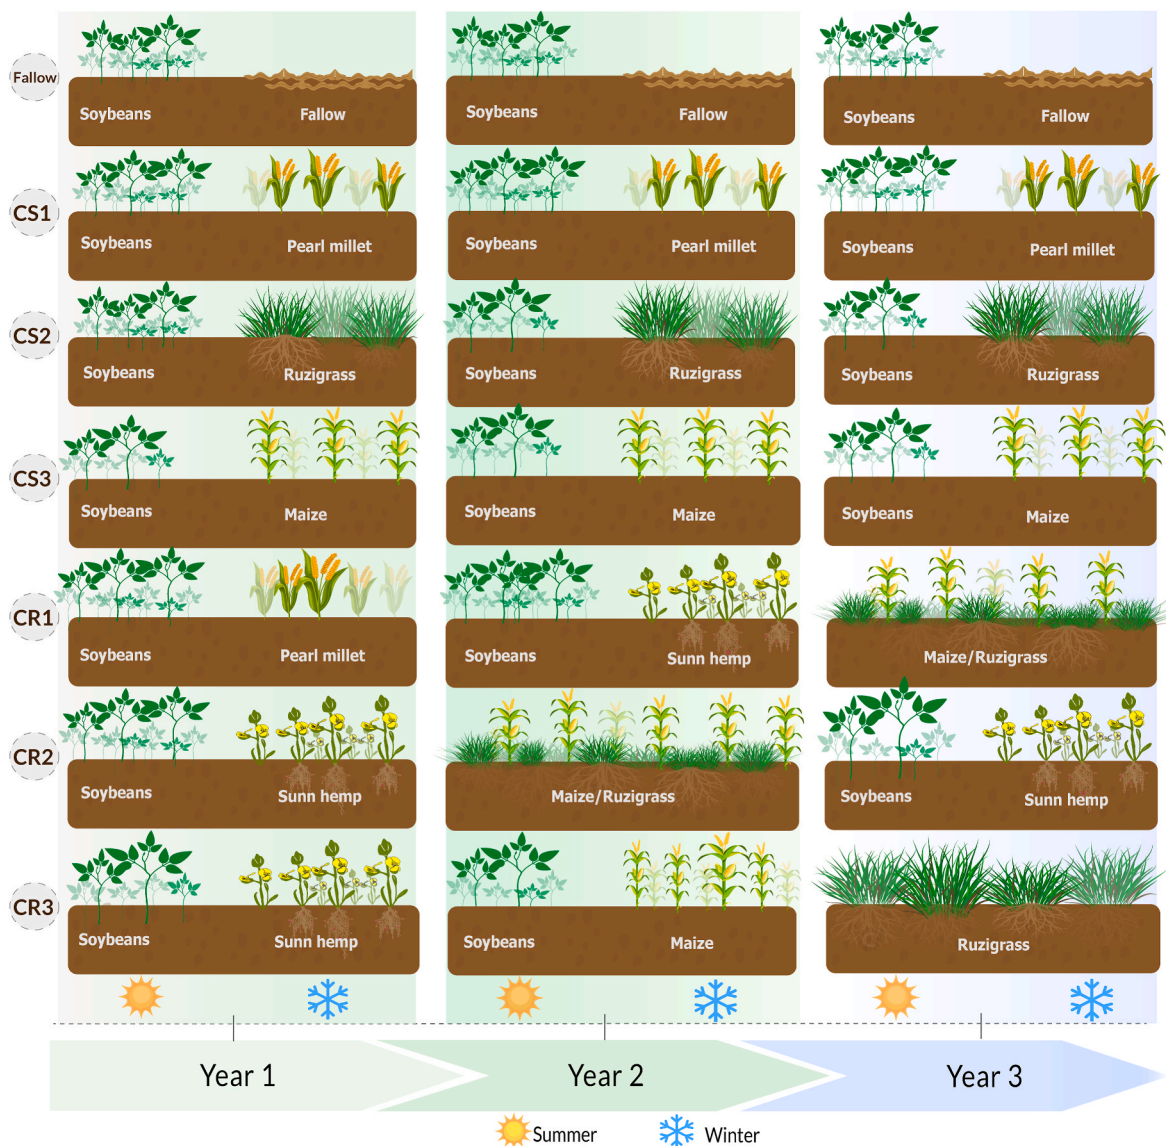 Fallow
Soybeans
Fallow
Soybeans
Fallow
Soybeans
Fallow
CS1
Soybeans
Pearl millet
Soybeans
Pearl millet
Soybeans
Pearl millet
CS2
Soybeans
Ruzigrass
Soybeans
Ruzigrass
Soybeans
Ruzigrass
CS3
Soybeans
Maize
Soybeans
Maize
Soybeans
Maize
CR1
Soybeans
Pearl millet
Soybeans
Sunn hemp
Maize/Ruzigrass
CR2
Soybeans
Sunn hemp
Maize/Ruzigrass
Soybeans
Sunn hemp
CR3
Soybeans
Sunn hemp
Soybeans
Maize
Ruzigrass
Year 1
Year 2
Year 3
Summer
Winter